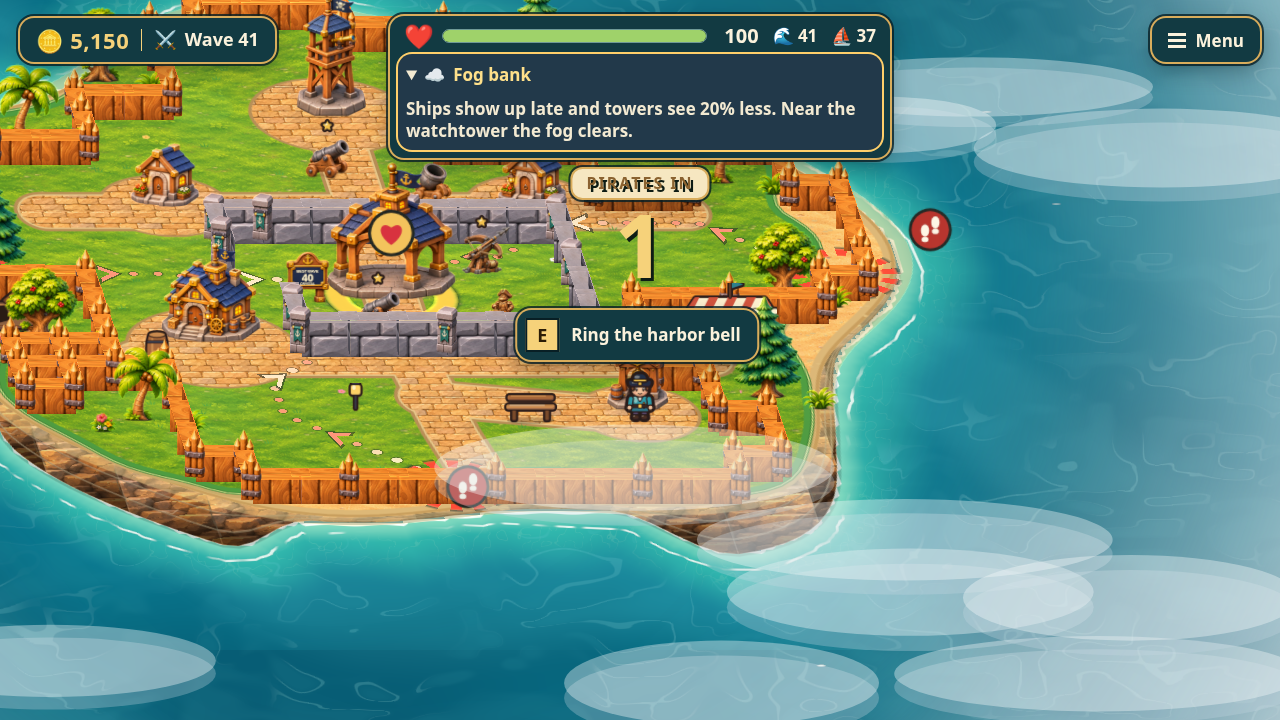 5,150
Wave 41
100
41
37
Menu
Fog bank
Ships show up late and towers see 20% less. Near the
watchtower the fog clears.
PIRATES IN
1
40
E
Ring the harbor bell